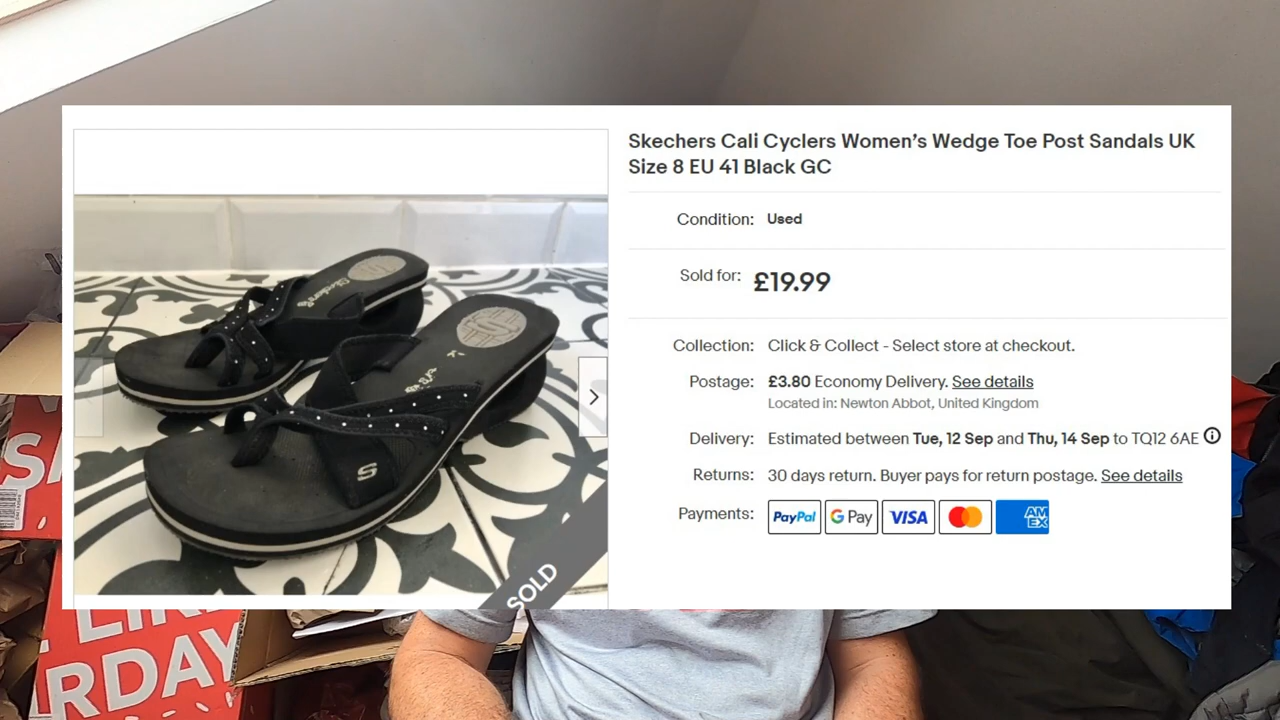 Skechers Cali Cyclers Women's Wedge Toe Post Sandals UK
Size 8 EU 41 Black GC
Condition: Used
Sold for: £19.99
Collection: Click & Collect - Select store at checkout.
Postage: £3.80 Economy Delivery. See details
Located in: Newton Abbot, United Kingdom
Delivery: Estimated between Tue, 12 Sep and Thu, 14 Sep to TQ12 6AE
Returns: 30 days return. Buyer pays for return postage. See details
Payments: PayPal G Pay VISA AM EX
Skechers
S
SOLD
SA
RDAY